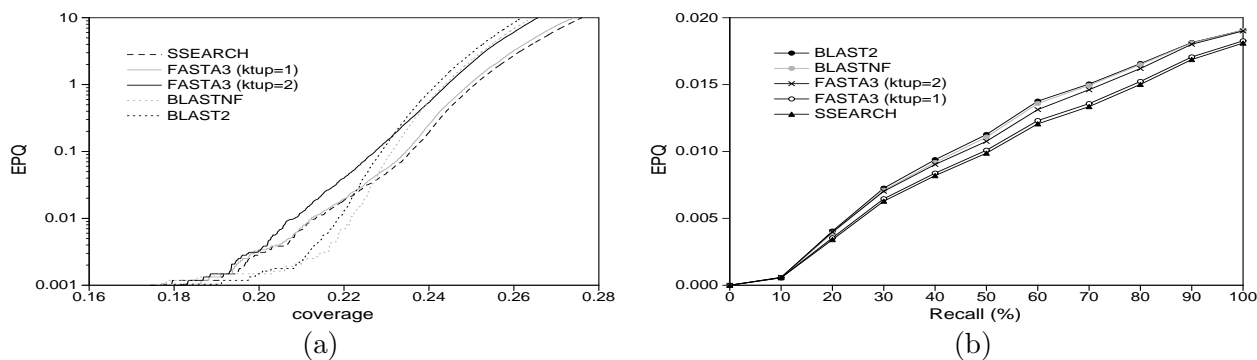 10
1
0.1
0.01
0.001
EPQ
SSEARCH
FASTA3 (ktup=1)
FASTA3 (ktup=2)
BLASTNF
BLAST2
0.16 0.18 0.20 0.22 0.24 0.26 0.28
coverage
(a)
0.020
0.015
0.010
0.005
0.000
EPQ
BLAST2
BLASTNF
FASTA3 (ktup=2)
FASTA3 (ktup=1)
SSEARCH
0 10 20 30 40 50 60 70 80 90 100
Recall (%)
(b)